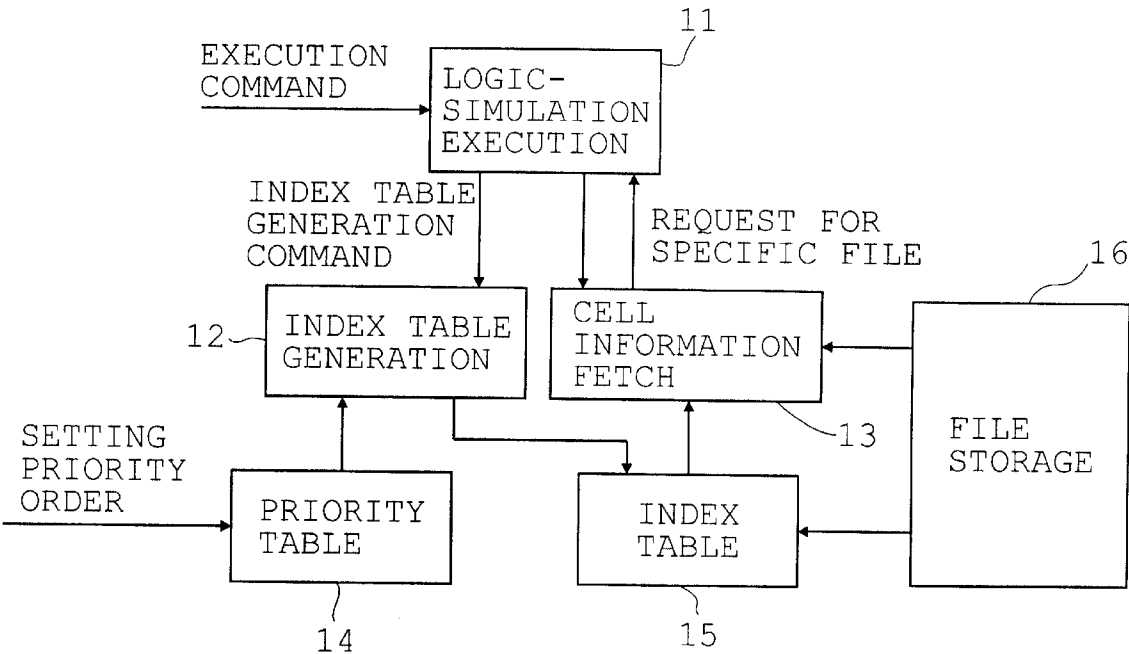 11
EXECUTION
COMMAND
LOGIC-
SIMULATION
EXECUTION
INDEX TABLE
GENERATION
COMMAND
REQUEST FOR
SPECIFIC FILE
16
12
INDEX TABLE
GENERATION
CELL
INFORMATION
FETCH
13
FILE
STORAGE
SETTING
PRIORITY
ORDER
PRIORITY
TABLE
INDEX
TABLE
14
15